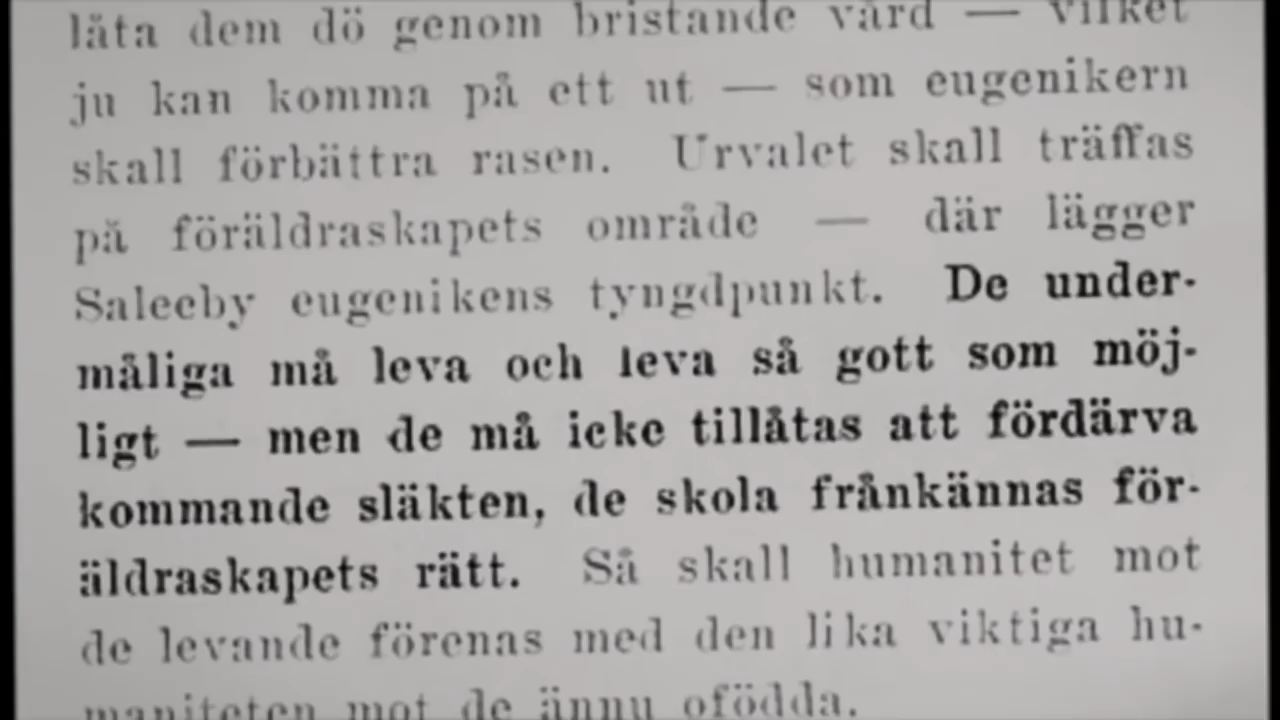 låta dem dö genom bristande vård — vilket
ju kan komma på ett ut — som eugenikern
skall förbättra rasen. Urvalet skall träffas
på föräldraskapets område — där lägger
Saleeby eugenikens tyngdpunkt. De under-
måliga må leva och leva så gott som möj-
ligt — men de må icke tillåtas att fördärva
kommande släkten, de skola frånkännas för-
äldraskapets rätt. Så skall humanitet mot
de levande förenas med den lika viktiga hu-
maniteten mot de ännu ofödda.